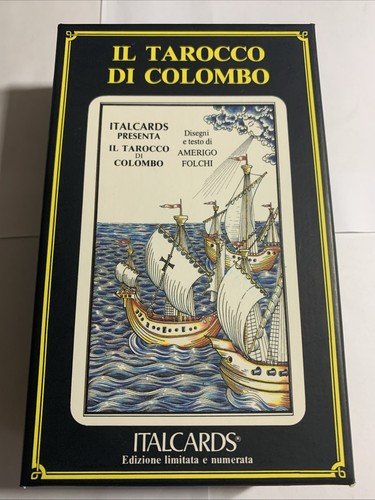 IL TAROCCO
DI COLOMBO
ITALCARDS
PRESENTA
IL TAROCCO
DI
COLOMBO
Disegni
e testo di
AMERIGO
FOLCHI
ITALCARDS®
Edizione limitata e numerata